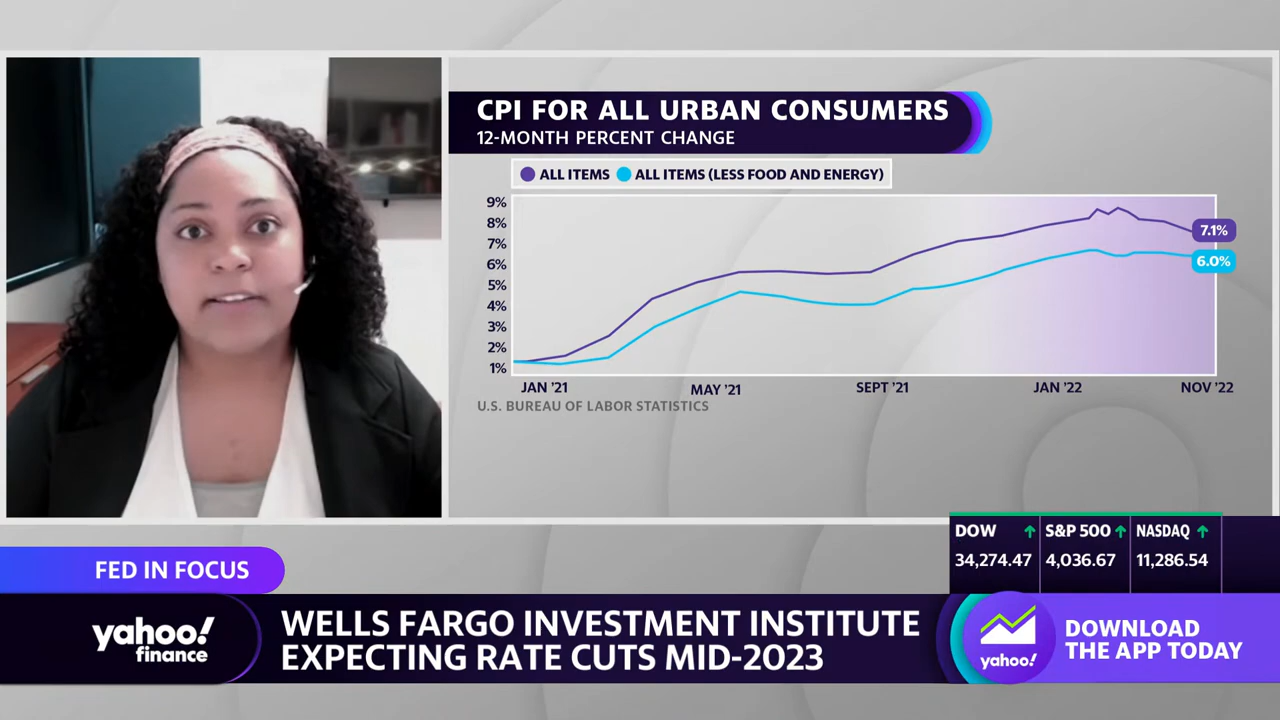 CPI FOR ALL URBAN CONSUMERS
12-MONTH PERCENT CHANGE
ALL ITEMS ALL ITEMS (LESS FOOD AND ENERGY)
9%
8%
7%
6%
5%
4%
3%
2%
1%
7.1%
6.0%
JAN '21 MAY '21 SEPT '21 JAN '22 NOV '22
U.S. BUREAU OF LABOR STATISTICS
DOW S&P 500 NASDAQ
34,274.47 4,036.67 11,286.54
FED IN FOCUS
yahoo!
finance
WELLS FARGO INVESTMENT INSTITUTE
EXPECTING RATE CUTS MID-2023
yahoo!
DOWNLOAD
THE APP TODAY